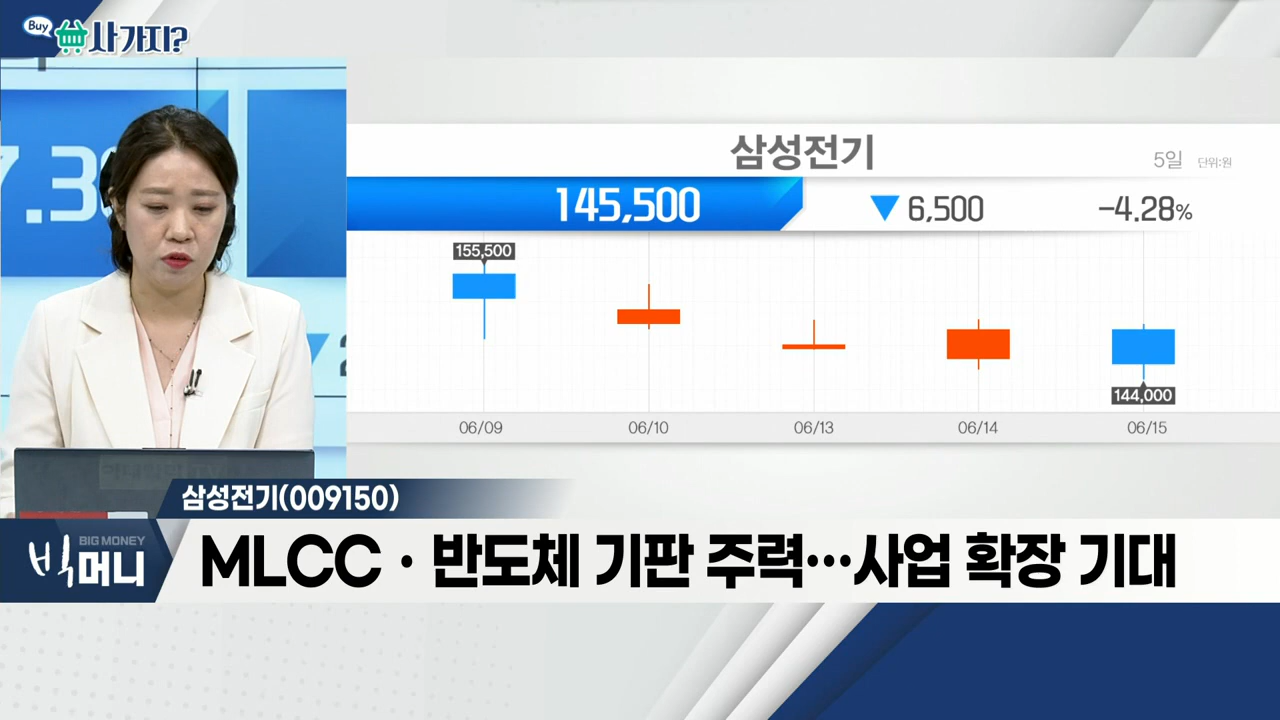 Buy
사가지?
7.3
삼성전기
5일 단위:원
145,500 ▼ 6,500 -4.28%
155,500
144,000
06/09 06/10 06/13 06/14 06/15
삼성전기(009150)
BIG MONEY
빅머니
MLCC · 반도체 기판 주력…사업 확장 기대